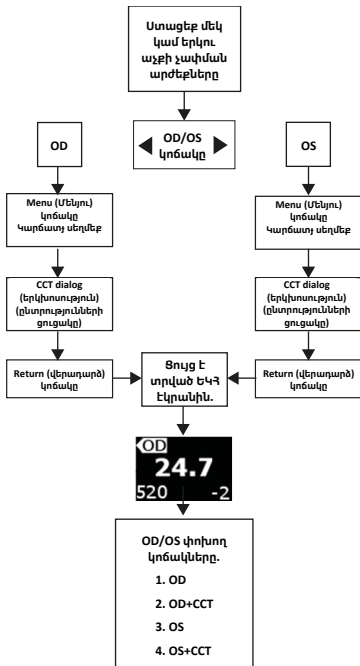 Ստացեք մեկ
կամ երկու
աչքի չափման
արժեքները
OD/OS
կոճակը
OD
OS
Menu (Մենյու)
կոճակը
Կարճատչ սեղմեք
Menu (Մենյու)
կոճակը
Կարճատչ սեղմեք
CCT dialog
(երկխոսություն)
(ընտրությունների
ցուցակը)
CCT dialog
(երկխոսություն)
(ընտրությունների
ցուցակը)
Return (վերադարձ)
կոճակը
Ցույց է
տրված ԵԿՀ
էկրանին.
Return (վերադարձ)
կոճակը
OD
24.7
520 -2
OD/OS փոխող
կոճակները.
1. OD
2. OD+CCT
3. OS
4. OS+CCT